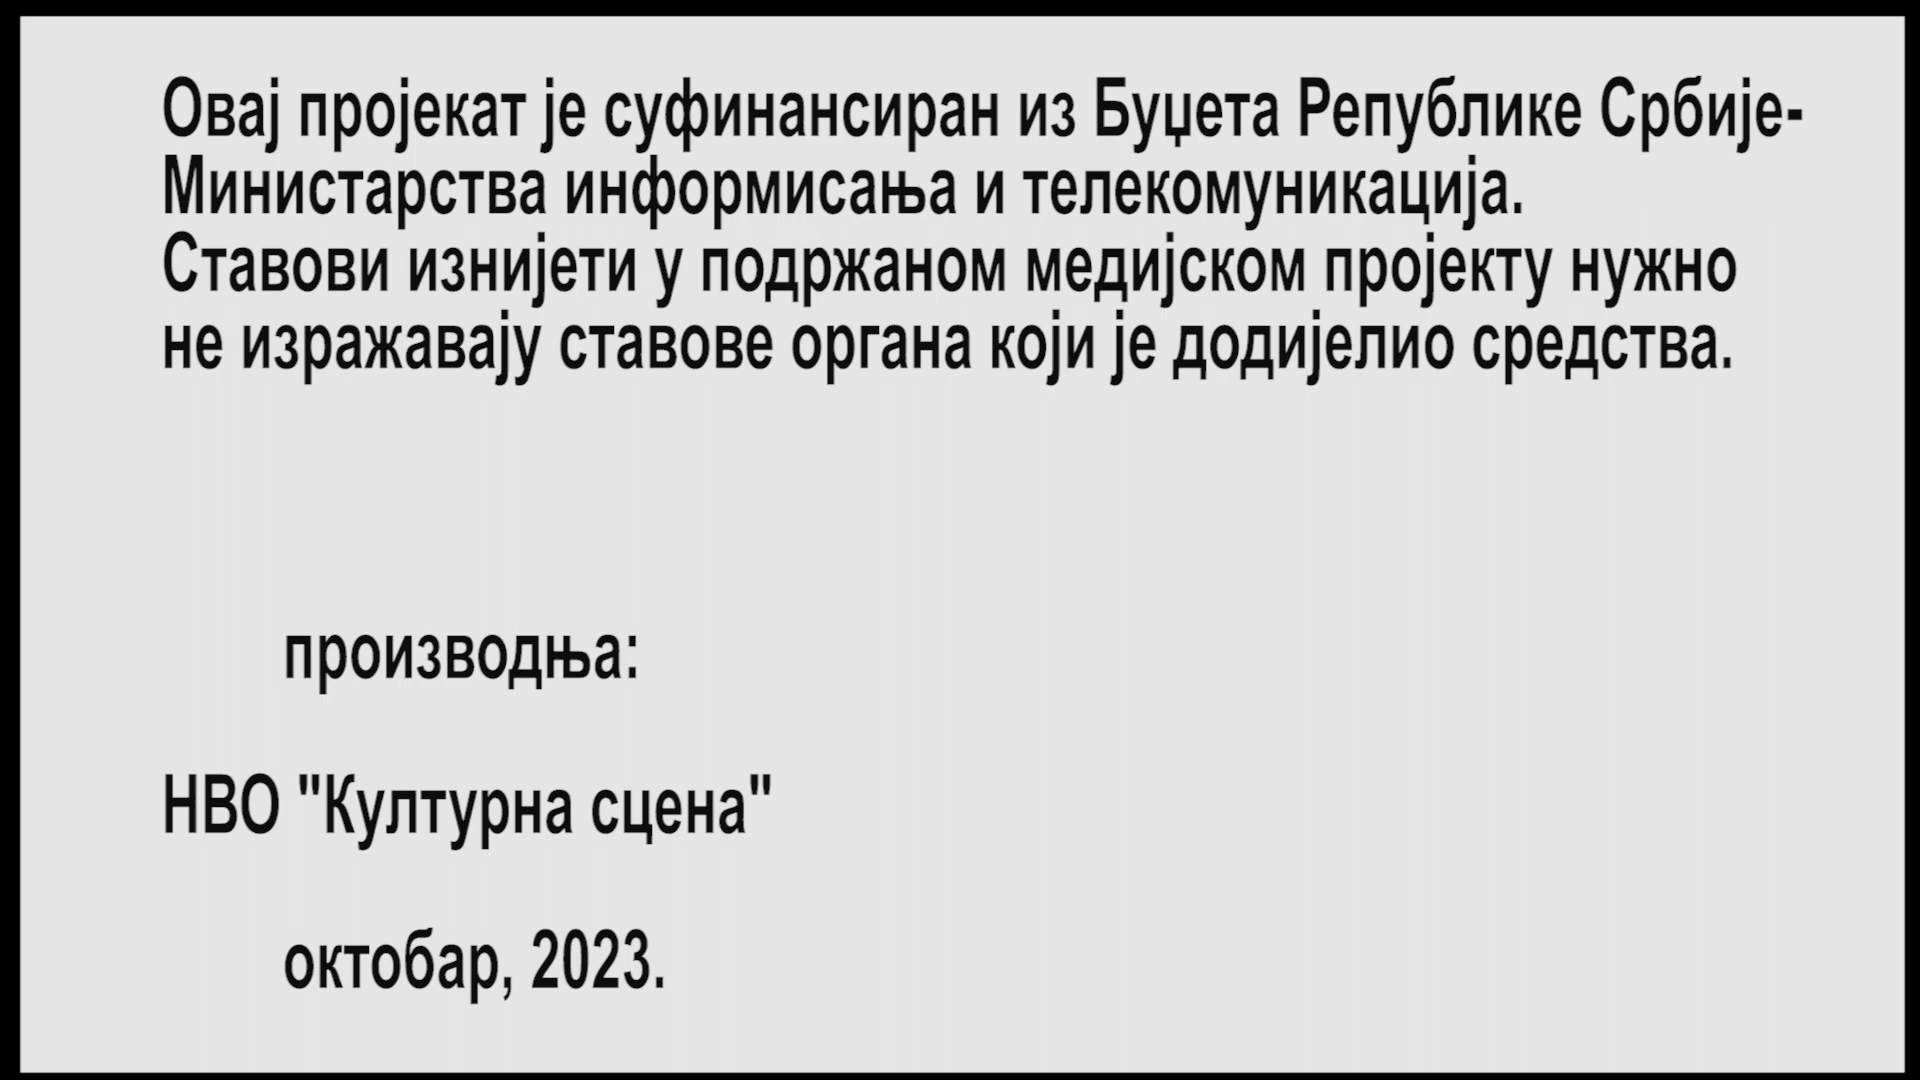 Овај пројекат је суфинансиран из Буџета Републике Србије-
Министарства информисања и телекомуникација.
Ставови изнијети у подржаном медијском пројекту нужно
не изражавају ставове органа који је додијелио средства.
производња:
НВО "Културна сцена"
октобар, 2023.